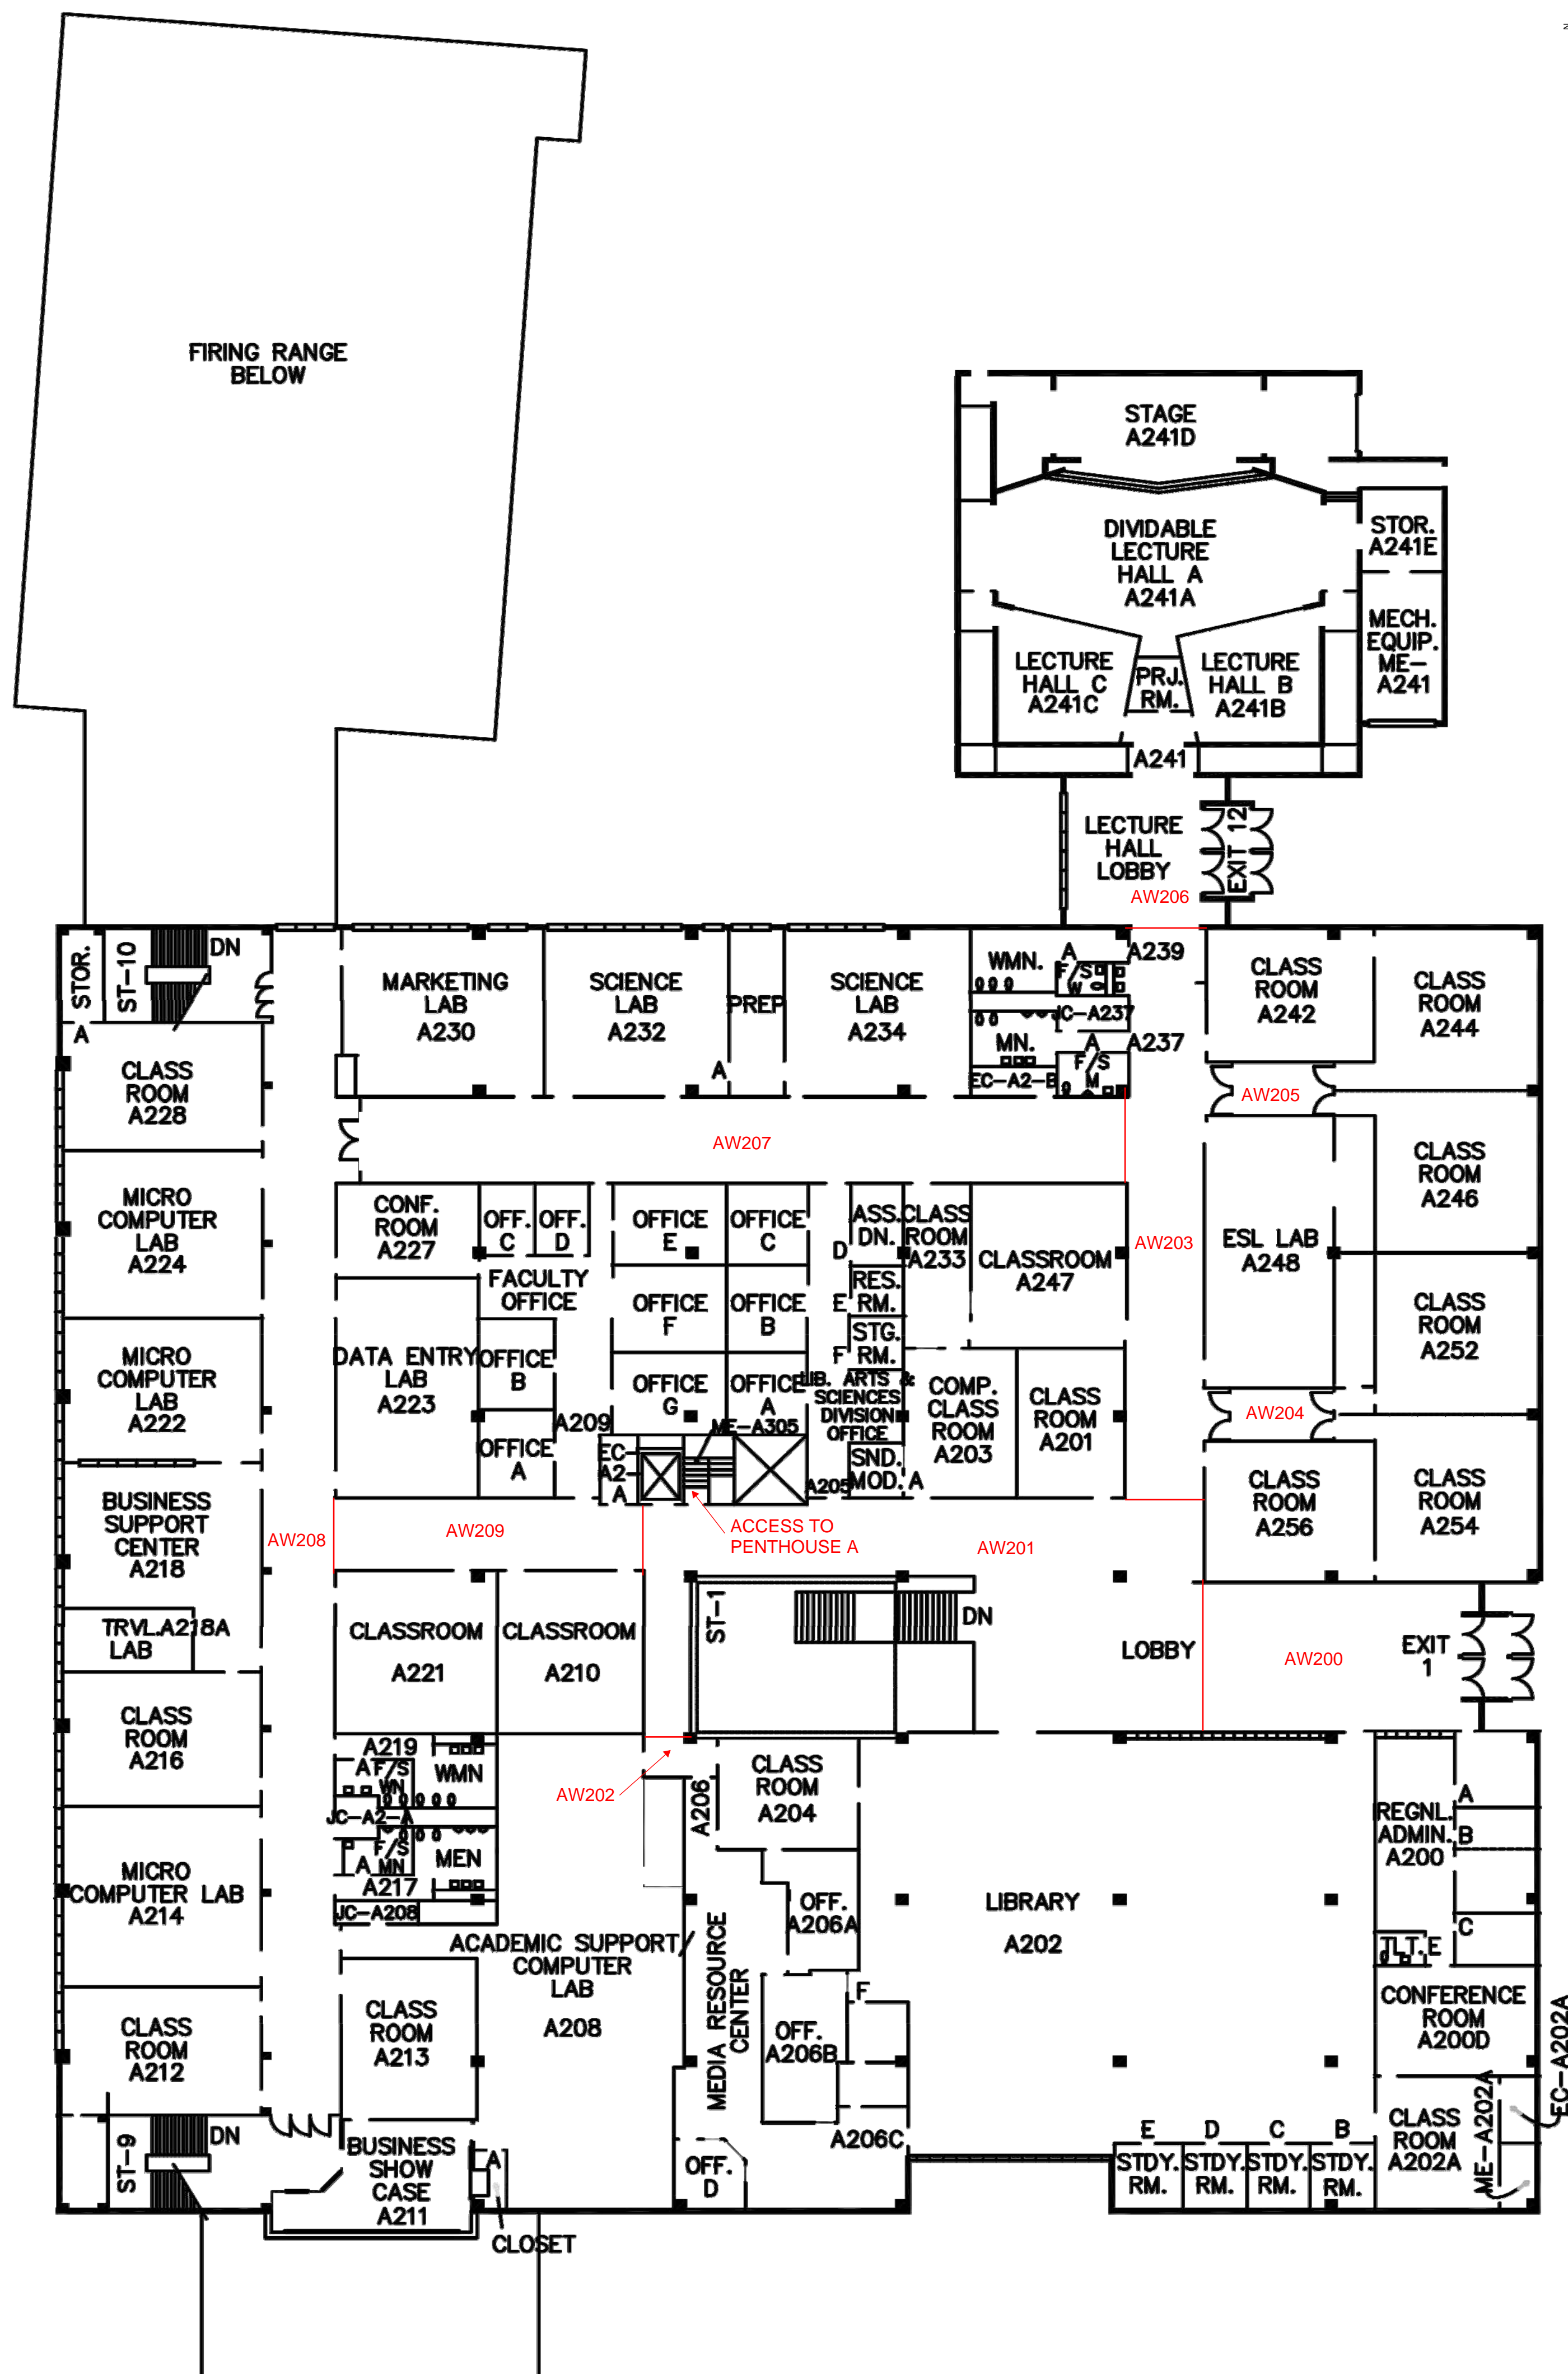 FIRING RANGE
BELOW
STAGE
A241D
DIVIDABLE
LECTURE
HALL A
A241A
STOR.
A241E
MECH.
EQUIP.
ME-
A241
LECTURE
HALL C
A241C
PRJ.
RM.
LECTURE
HALL B
A241B
A241
LECTURE
HALL
LOBBY
EXIT 12
AW206
STOR.
A
ST-10
DN
MARKETING
LAB
A230
SCIENCE
LAB
A232
A
PREP
SCIENCE
LAB
A234
WMN.
A
F/S
W
A239
JC-A237
MN.
A
F/S
M
A237
EC-A2-B
CLASS
ROOM
A242
CLASS
ROOM
A244
AW205
CLASS
ROOM
A228
AW207
MICRO
COMPUTER
LAB
A224
CONF.
ROOM
A227
OFF.
C
OFF.
D
OFFICE
E
OFFICE
C
D
ASS.
DN.
CLASS
ROOM
A233
CLASSROOM
A247
AW203
ESL LAB
A248
CLASS
ROOM
A246
FACULTY
OFFICE
OFFICE
F
OFFICE
B
E
RES.
RM.
F
STG.
RM.
CLASS
ROOM
A252
MICRO
COMPUTER
LAB
A222
DATA ENTRY
LAB
A223
OFFICE
B
OFFICE
G
OFFICE
A
LIB. ARTS &
SCIENCES
DIVISION
OFFICE
COMP.
CLASS
ROOM
A203
CLASS
ROOM
A201
AW204
OFFICE
A
A209
ME-A305
EC-
A2-
A
A205
SND.
MOD.
A
CLASS
ROOM
A256
CLASS
ROOM
A254
BUSINESS
SUPPORT
CENTER
A218
AW208
AW209
ACCESS TO
PENTHOUSE A
AW201
TRVL.
LAB
A218A
CLASSROOM
A221
CLASSROOM
A210
ST-1
DN
LOBBY
AW200
EXIT
1
CLASS
ROOM
A216
A219
A
F/S
WN
WMN
AW202
A206
CLASS
ROOM
A204
JC-A2-A
F/S
MN
A
MEN
A217
JC-A208
REGNL.
ADMIN.
A200
A
B
C
MICRO
COMPUTER LAB
A214
ACADEMIC SUPPORT
COMPUTER
LAB
A208
MEDIA RESOURCE
CENTER
OFF.
A206A
LIBRARY
A202
TLT.
E
CONFERENCE
ROOM
A200D
CLASS
ROOM
A212
CLASS
ROOM
A213
F
OFF.
A206B
EC-A202A
ST-9
DN
BUSINESS
SHOW
CASE
A211
A
CLOSET
OFF.
D
A206C
E
STDY.
RM.
D
STDY.
RM.
C
STDY.
RM.
B
STDY.
RM.
CLASS
ROOM
A202A
ME-A202A